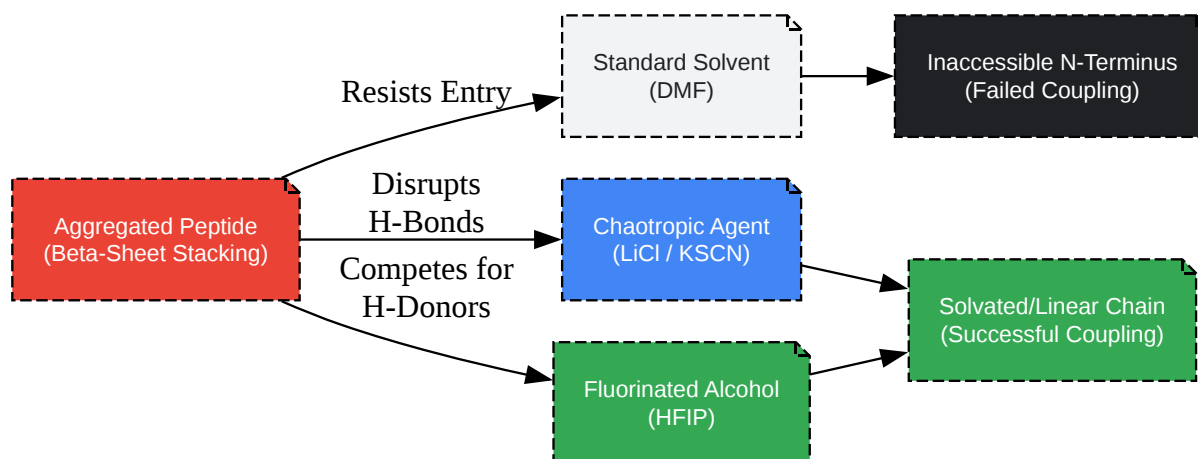 Resists Entry
Standard Solvent
(DMF)
Inaccessible N-Terminus
(Failed Coupling)
Aggregated Peptide
(Beta-Sheet Stacking)
Disrupts
H-Bonds
Chaotropic Agent
(LiCl / KSCN)
Competes for
H-Donors
Solvated/Linear Chain
(Successful Coupling)
Fluorinated Alcohol
(HFIP)